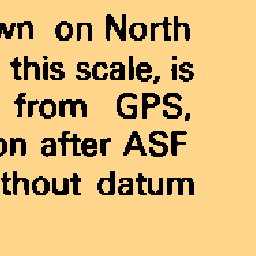 wn on North
this scale, is
from GPS,
on after ASF
thout datum